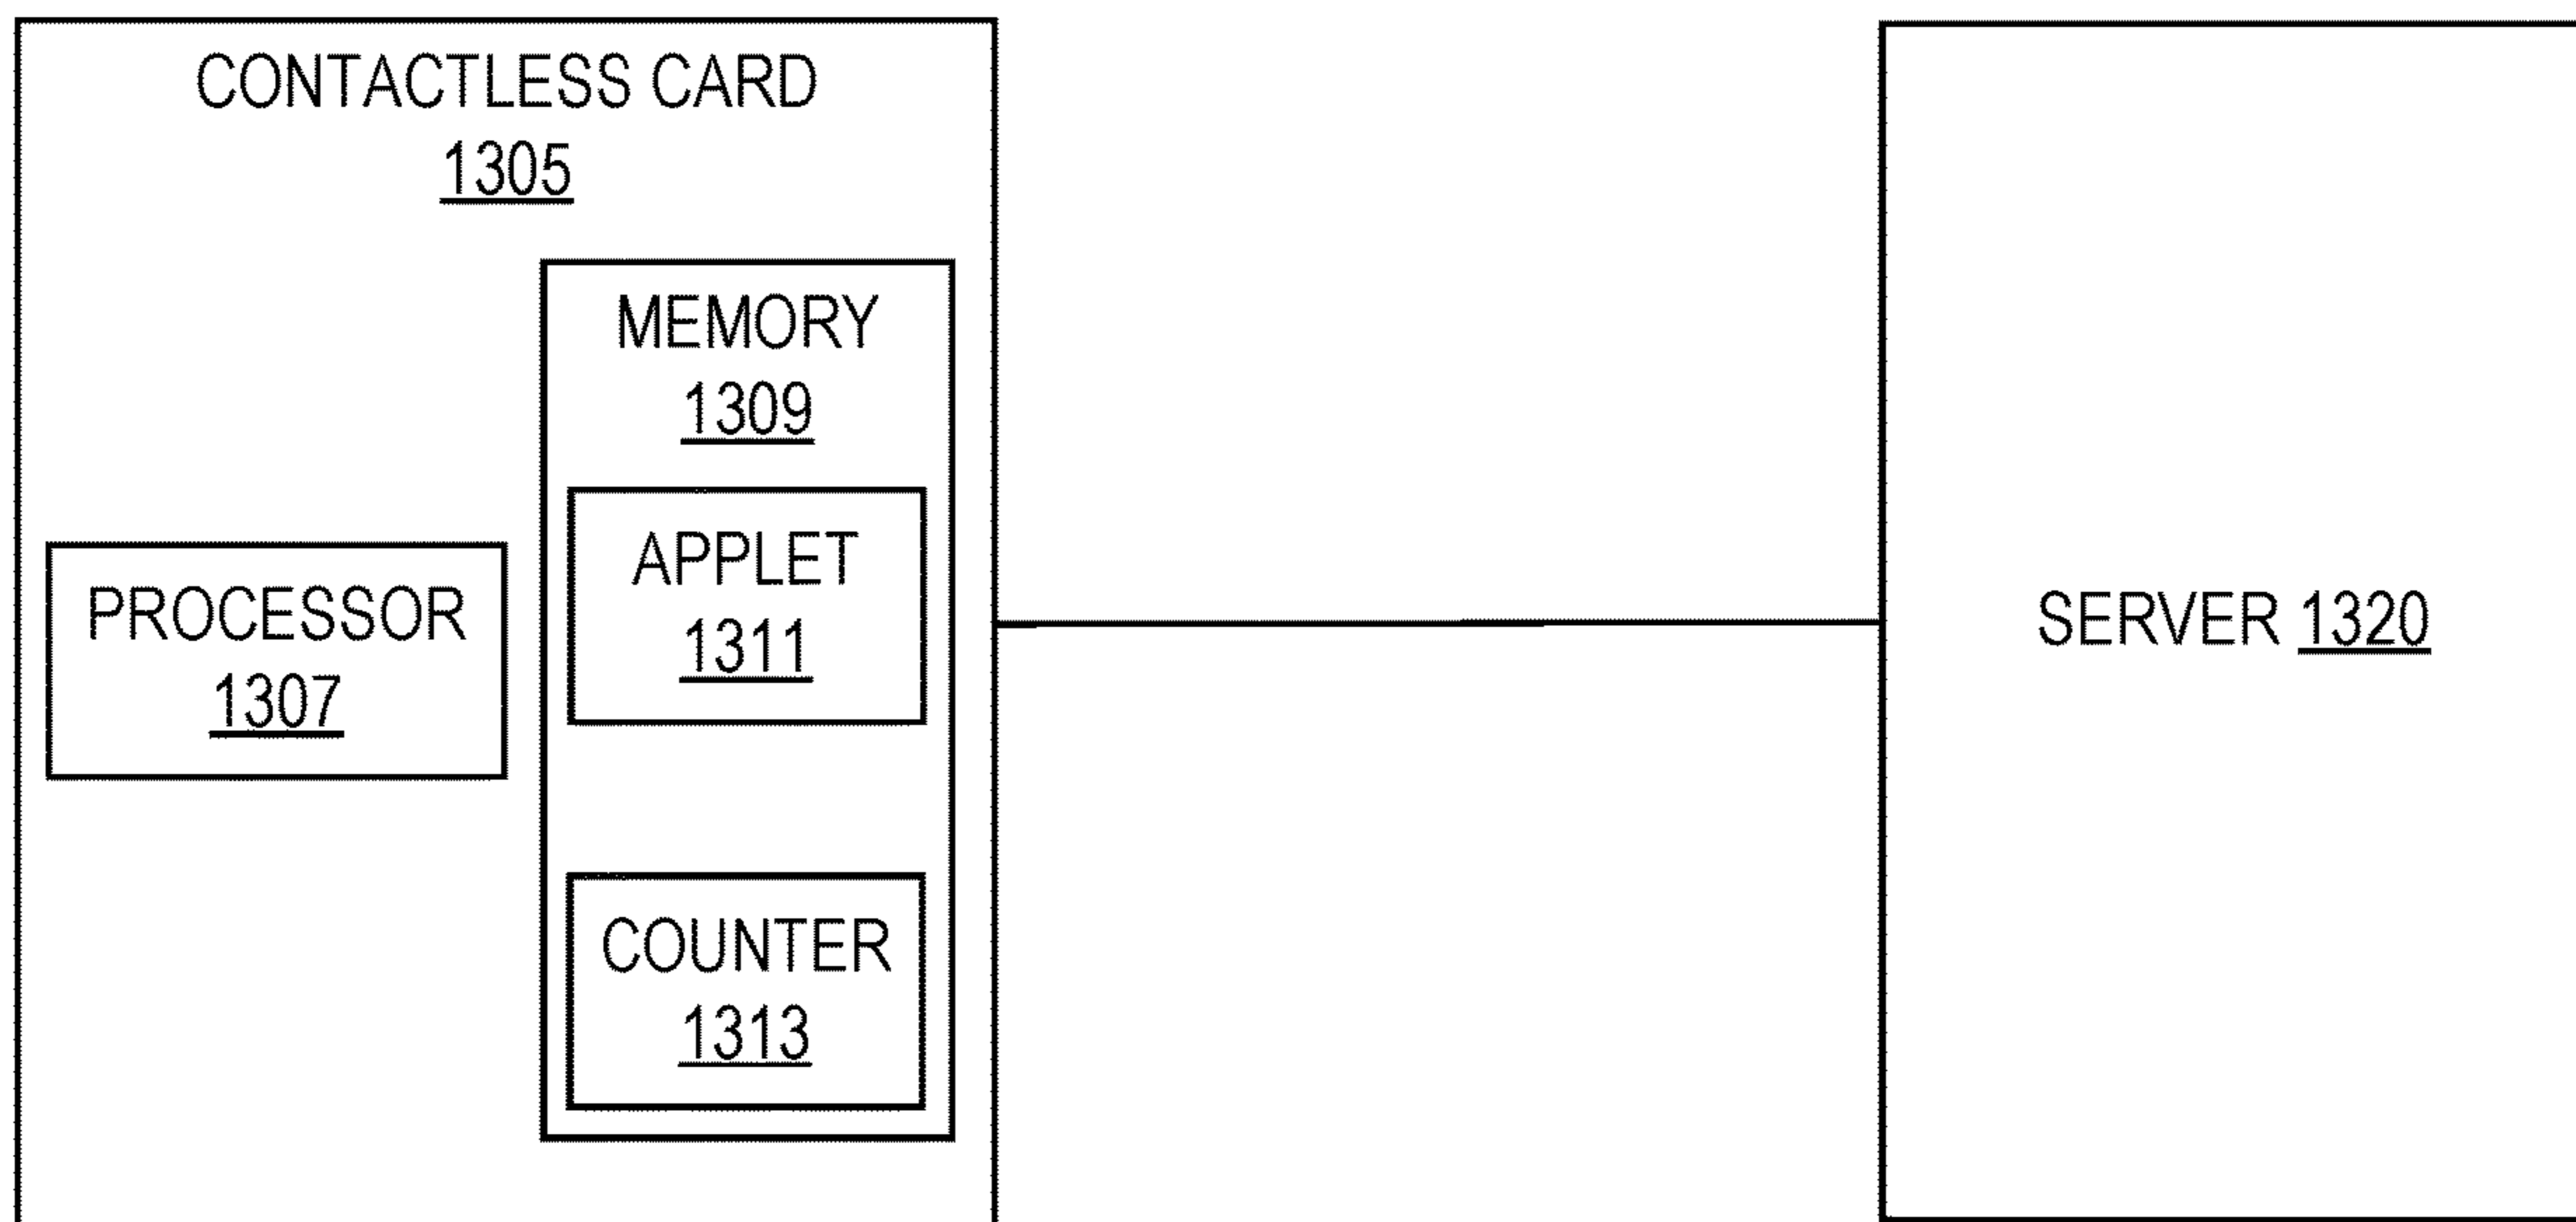 CONTACTLESS CARD
1305
MEMORY
1309
APPLET
1311
PROCESSOR
1307
COUNTER
1313
SERVER 1320